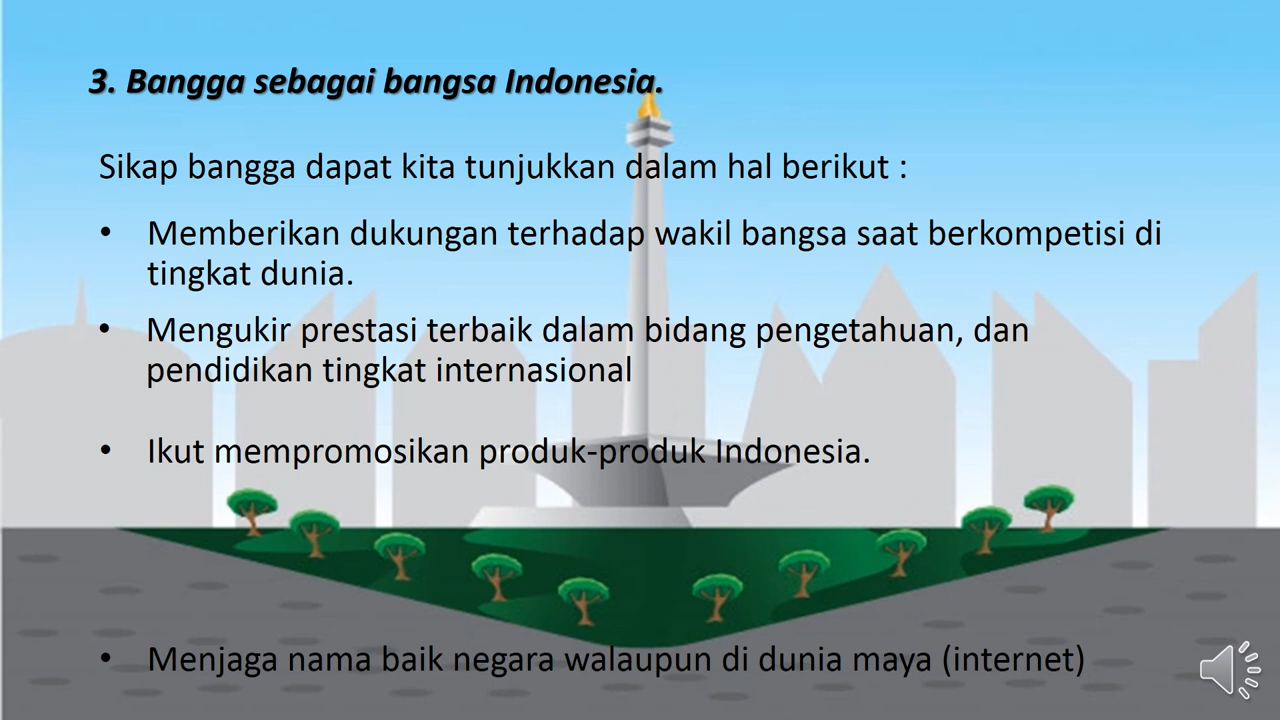 3. Bangga sebagai bangsa Indonesia.
Sikap bangga dapat kita tunjukkan dalam hal berikut :
• Memberikan dukungan terhadap wakil bangsa saat berkompetisi di
tingkat dunia.
• Mengukir prestasi terbaik dalam bidang pengetahuan, dan
pendidikan tingkat internasional
• Ikut mempromosikan produk-produk Indonesia.
• Menjaga nama baik negara walaupun di dunia maya (internet)